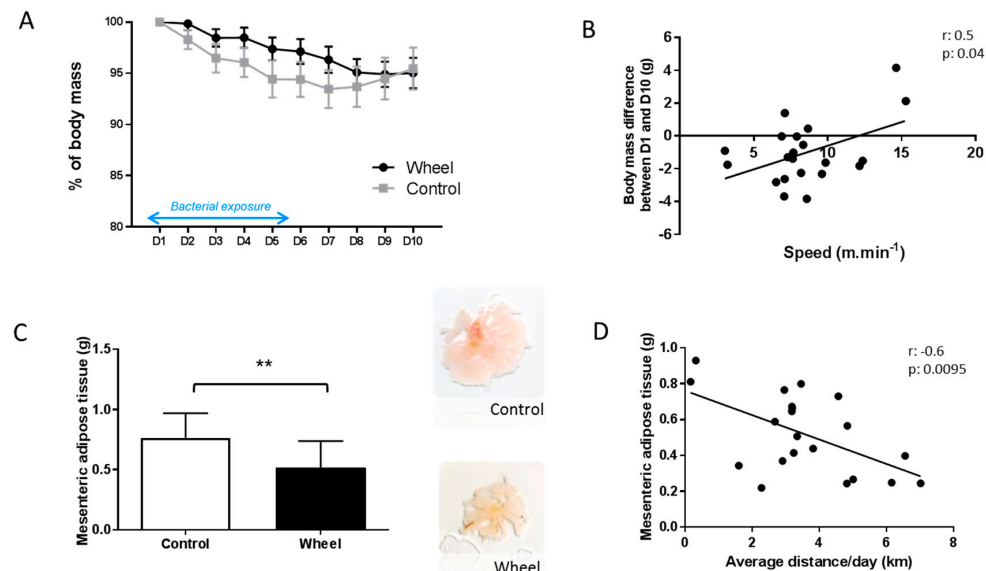 A
% of body mass
100
95
90
85
80
Wheel
Control
Bacterial exposure
D1 D2 D3 D4 D5 D6 D7 D8 D9 D10
B
r: 0.5
p: 0.04
Body mass difference
between D1 and D10 (g)
6
4
2
0
-2
-4
-6
5 10 15 20
Speed (m.min⁻¹)
C
Mesenteric adipose tissue (g)
1.5
1.0
0.5
0.0
**
Control Wheel
Control
Wheel
D
r: -0.6
p: 0.0095
Mesenteric adipose tissue (g)
1.0
0.8
0.6
0.4
0.2
0.0
0 2 4 6 8
Average distance/day (km)